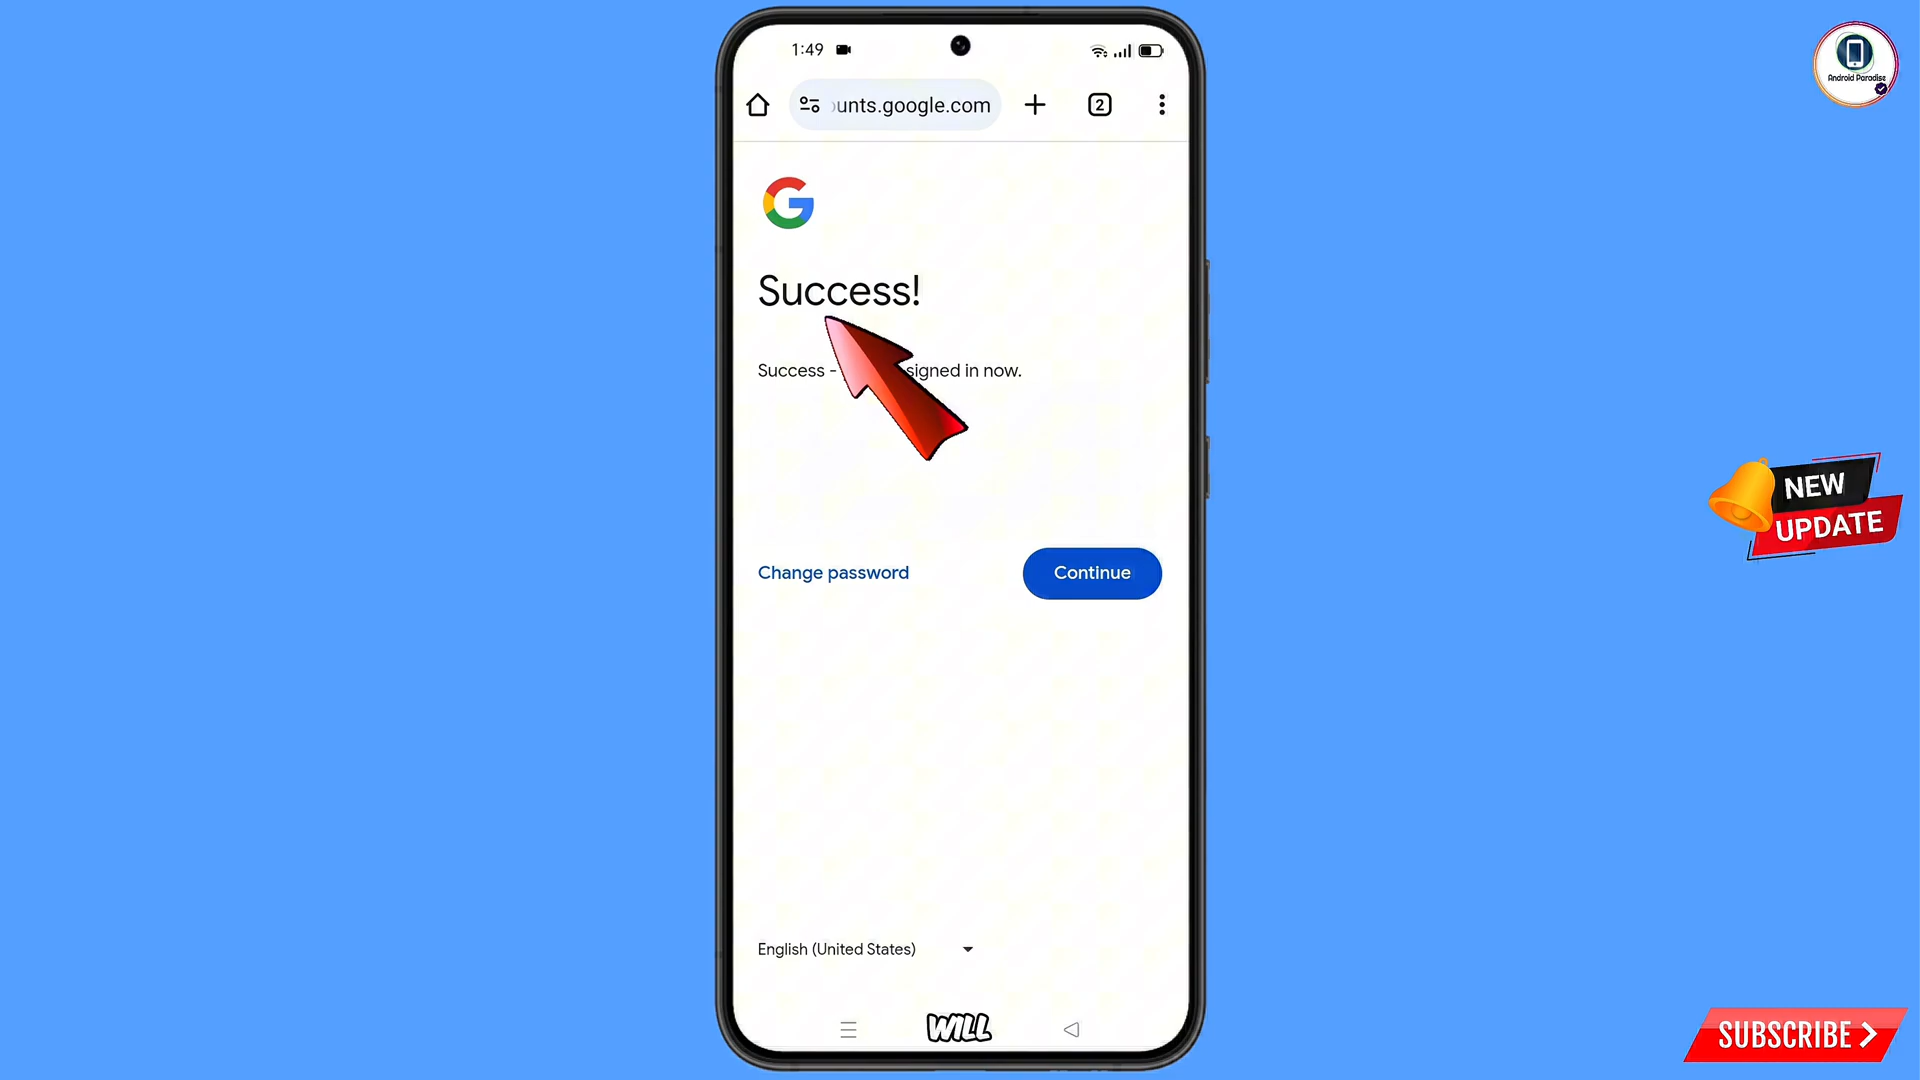 1:49
unts.google.com
2
Android Paradise
Success!
Success - signed in now.
NEW
UPDATE
Change password
Continue
English (United States)
WILL
SUBSCRIBE